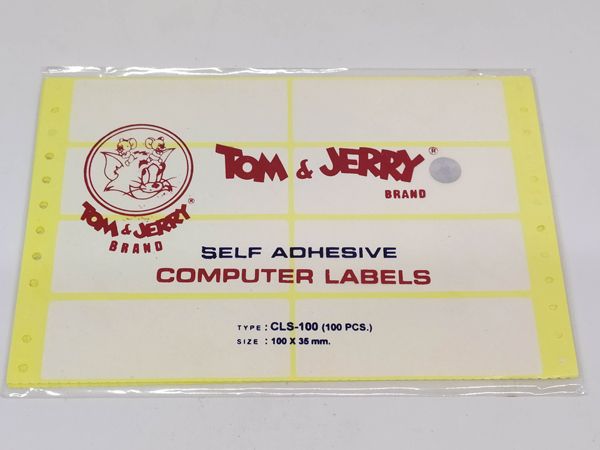 TOM & JERRY®
BRAND
TOM & JERRY®
BRAND
SELF ADHESIVE
COMPUTER LABELS
TYPE : CLS-100 (100 PCS.)
SIZE : 100 X 35 mm.